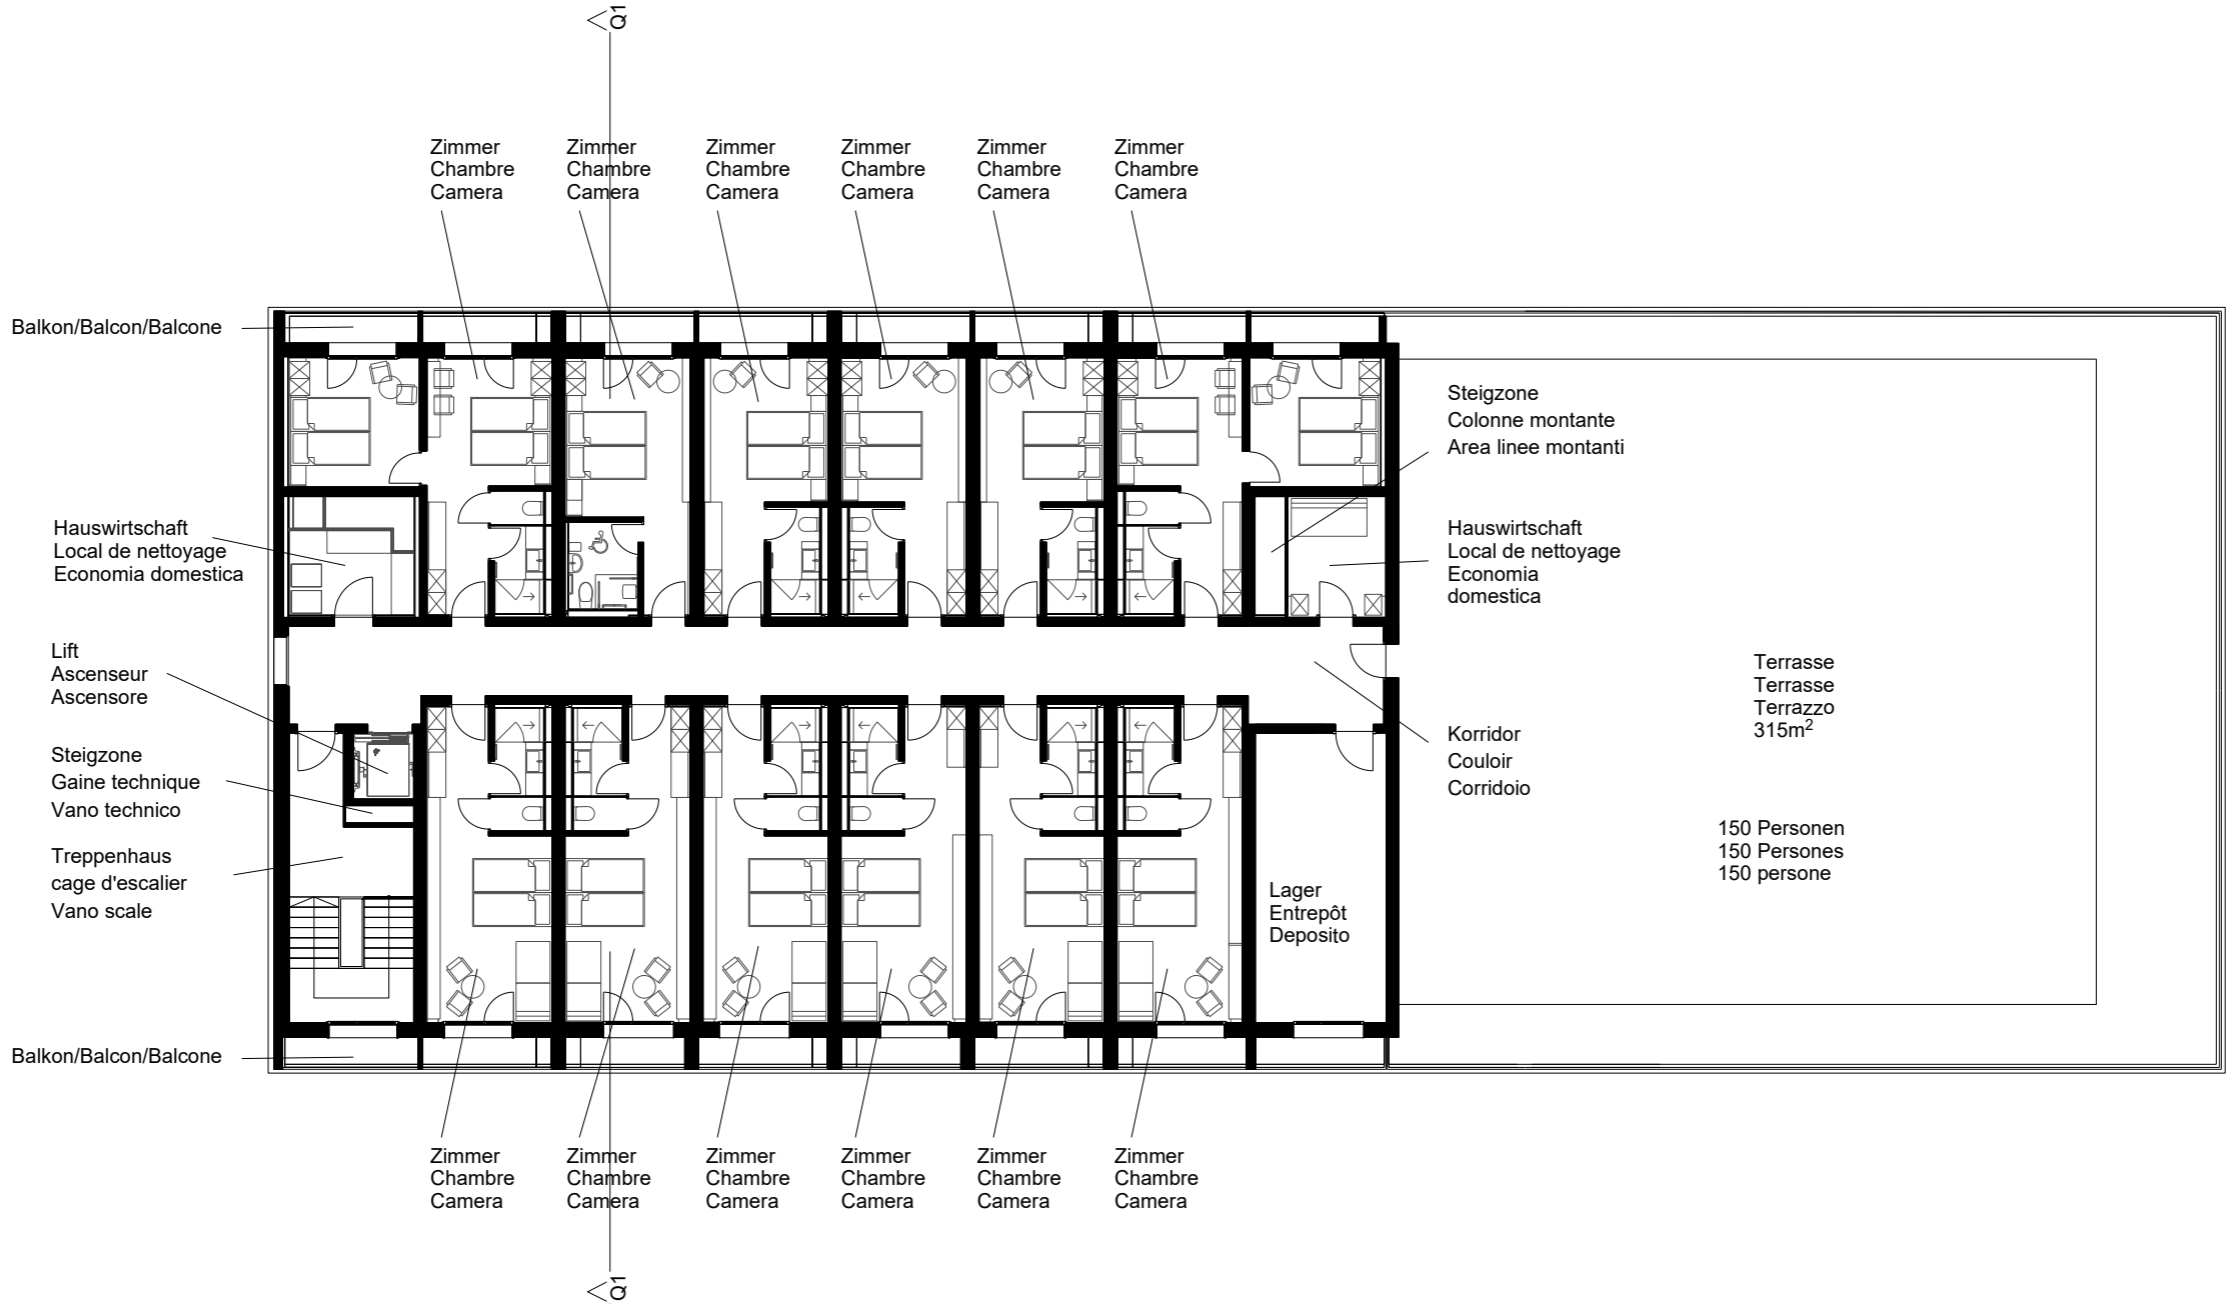 Q1
Zimmer
Chambre
Camera
Zimmer
Chambre
Camera
Zimmer
Chambre
Camera
Zimmer
Chambre
Camera
Zimmer
Chambre
Camera
Zimmer
Chambre
Camera
Balkon/Balcon/Balcone
Steigzone
Colonne montante
Area linee montanti
Hauswirtschaft
Local de nettoyage
Economia domestica
Hauswirtschaft
Local de nettoyage
Economia
domestica
Lift
Ascenseur
Ascensore
Terrasse
Terrasse
Terrazzo
315m²
Steigzone
Gaine technique
Vano technico
Korridor
Couloir
Corridoio
Treppenhaus
cage d'escalier
Vano scale
150 Personen
150 Persones
150 persone
Lager
Entrepôt
Deposito
Balkon/Balcon/Balcone
Zimmer
Chambre
Camera
Zimmer
Chambre
Camera
Zimmer
Chambre
Camera
Zimmer
Chambre
Camera
Zimmer
Chambre
Camera
Zimmer
Chambre
Camera
Q1